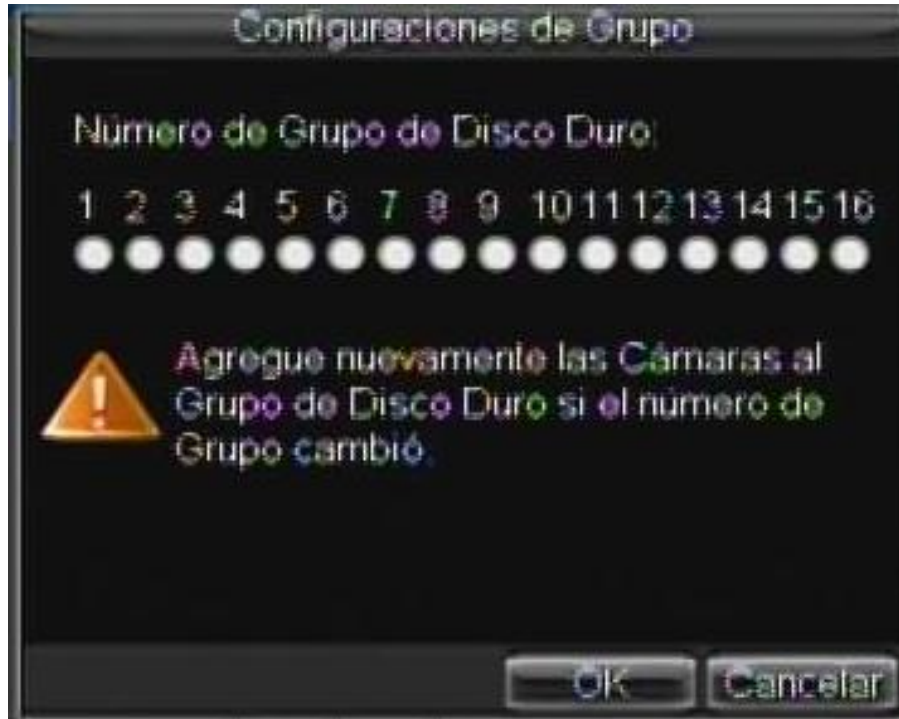 Configuraciones de Grupo
Número de Grupo de Disco Duro:
1 2 3 4 5 6 7 8 9 10 11 12 13 14 15 16
Agregue nuevamente las Cámaras al
Grupo de Disco Duro si el número de
Grupo cambió.
OK Cancelar